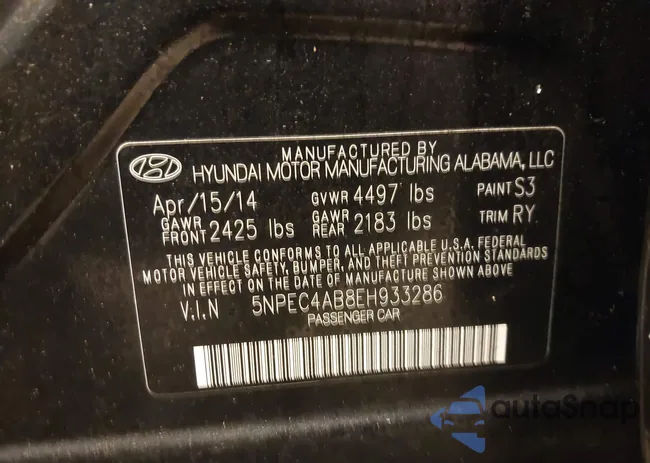 MANUFACTURED BY
HYUNDAI MOTOR MANUFACTURING ALABAMA, LLC
Apr/15/14 GVWR 4497 lbs PAINT S3
GAWR FRONT 2425 lbs GAWR REAR 2183 lbs TRIM RY
THIS VEHICLE CONFORMS TO ALL APPLICABLE U.S.A. FEDERAL
MOTOR VEHICLE SAFETY, BUMPER, AND THEFT PREVENTION STANDARDS
IN EFFECT ON THE DATE OF MANUFACTURE SHOWN ABOVE
V.I.N 5NPEC4AB8EH933286
PASSENGER CAR
autoSnap